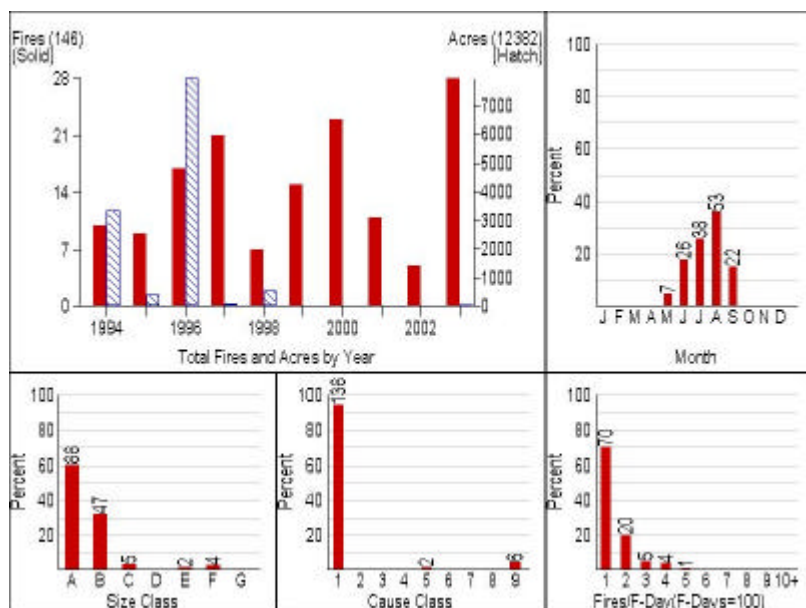 Fires (146)
(Solid)
Acres (12382)
[Hatch]
28
21
14
7
0
7000
6000
5000
4000
3000
2000
1000
0
1994 1996 1998 2000 2002
Total Fires and Acres by Year
100
80
60
40
20
Percent
7 26 38 53 22
J F M A M J J A S O N D
Month
100
80
60
40
20
Percent
88 47 5 2 4
A B C D E F G
Size Class
100
80
60
40
20
Percent
138 2 6
1 2 3 4 5 6 7 8 9
Cause Class
100
80
60
40
20
Percent
70 20 5 4 1
1 2 3 4 5 6 7 8 9 10+
Fires/F-Day(F-Days=100)